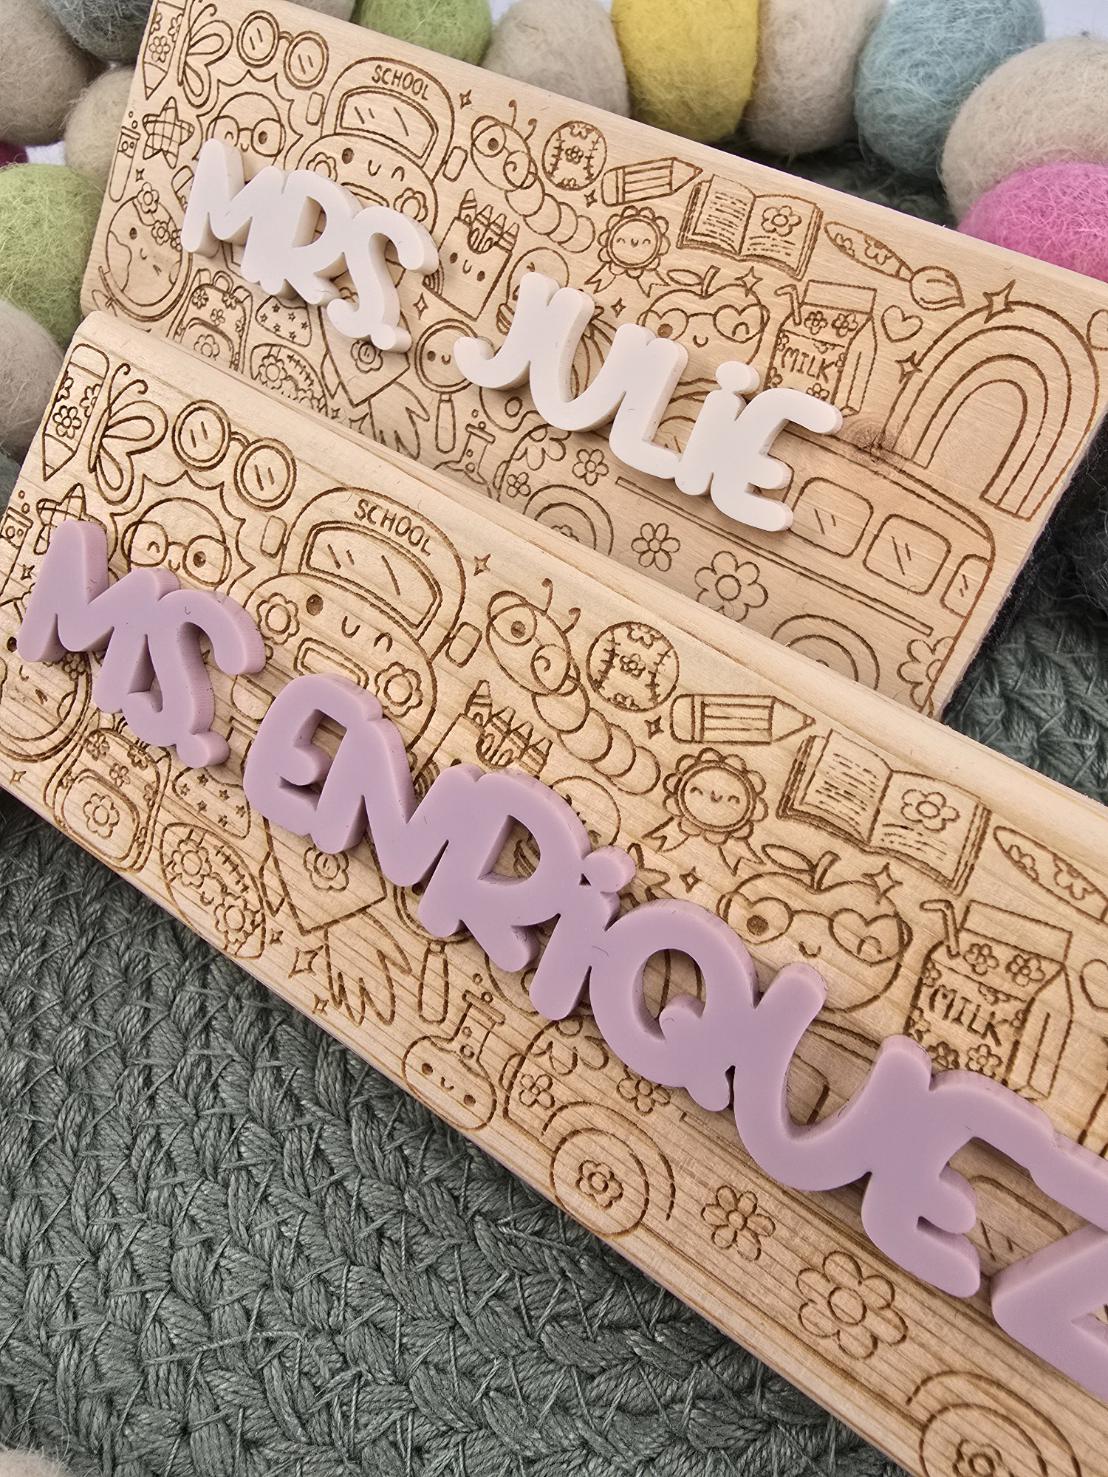 SCHOOL
MRS. JULiE
MILK
SCHOOL
MS. ENRiQUEZ
MILK